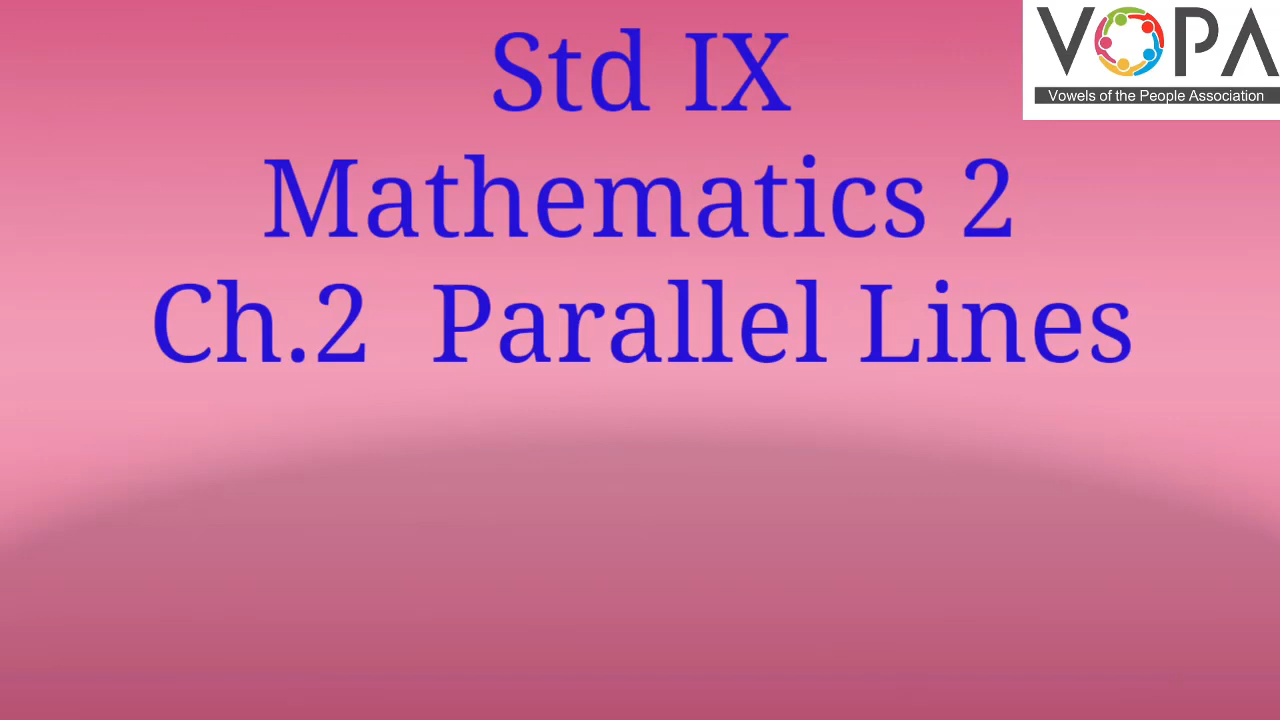 Std IX
Mathematics 2
Ch.2 Parallel Lines
VOPA
Vowels of the People Association